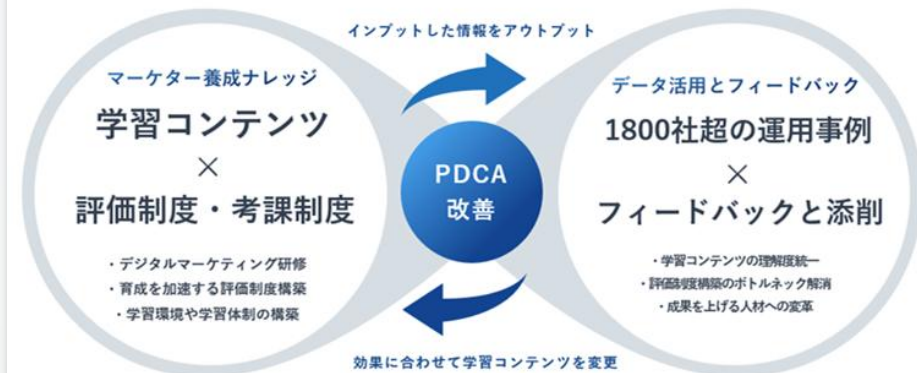 インプットした情報をアウトプット
マーケター養成ナレッジ
学習コンテンツ
×
評価制度・考課制度
・デジタルマーケティング研修
・育成を加速する評価制度構築
・学習環境や学習体制の構築
PDCA
改善
データ活用とフィードバック
1800社超の運用事例
×
フィードバックと添削
・学習コンテンツの理解度統一
・評価制度構築のボトルネック解消
・成果を上げる人材への変革
効果に合わせて学習コンテンツを変更